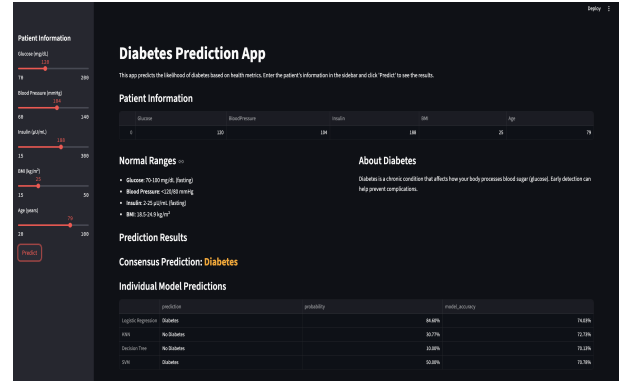 Deploy
Patient Information
Glucose (mg/dL)
120
70 200
Blood Pressure (mmHg)
104
60 140
Insulin (μU/mL)
15 300
BMI (kg/m²)
25
15 50
Age (years)
79
20 100
Predict
Diabetes Prediction App
This app predicts the likelihood of diabetes based on health metrics. Enter the patient's information in the sidebar and click 'Predict' to see the results.
Patient Information
Glucose BloodPressure Insulin BMI Age
0 120 104 25 79
Normal Ranges
Glucose: 70-100 mg/dL (fasting)
Blood Pressure: <120/80 mmHg
Insulin: 2-25 μU/mL (fasting)
BMI: 18.5-24.9 kg/m²
About Diabetes
Diabetes is a chronic condition that affects how your body processes blood sugar (glucose). Early detection can
help prevent complications.
Prediction Results
Consensus Prediction: Diabetes
Individual Model Predictions
prediction probability model_accuracy
Logistic Regression Diabetes 74.03%
KNN No Diabetes 30.77% 72.73%
Decision Tree No Diabetes 10.00% 70.13%
SVM Diabetes 50.00% 70.78%